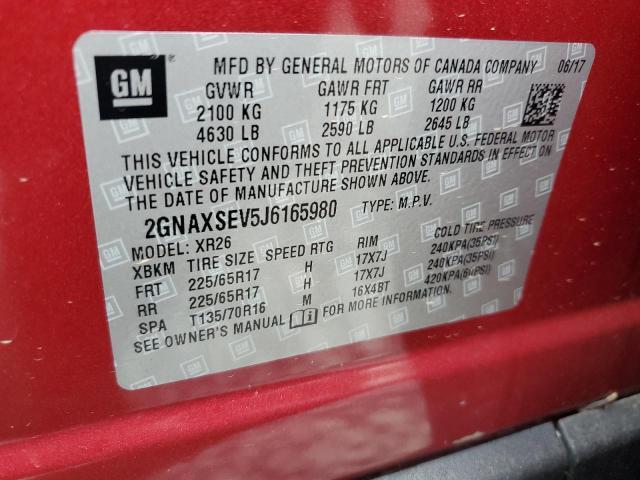 GM
MFD BY GENERAL MOTORS OF CANADA COMPANY 06/17
GVWR GAWR FRT GAWR RR
2100 KG 1175 KG 1200 KG
4630 LB 2590 LB 2645 LB
THIS VEHICLE CONFORMS TO ALL APPLICABLE U.S. FEDERAL MOTOR
VEHICLE SAFETY AND THEFT PREVENTION STANDARDS IN EFFECT ON
THE DATE OF MANUFACTURE SHOWN ABOVE.
2GNAXSEV5J6165980 TYPE: M.P.V.
MODEL: XR26
XBKM TIRE SIZE SPEED RTG RIM COLD TIRE PRESSURE
FRT 225/65R17 H 17X7J 240KPA(35PSI)
RR 225/65R17 H 17X7J 240KPA(35PSI)
SPA T135/70R16 M 16X4BT 420KPA(60PSI)
SEE OWNER'S MANUAL FOR MORE INFORMATION.